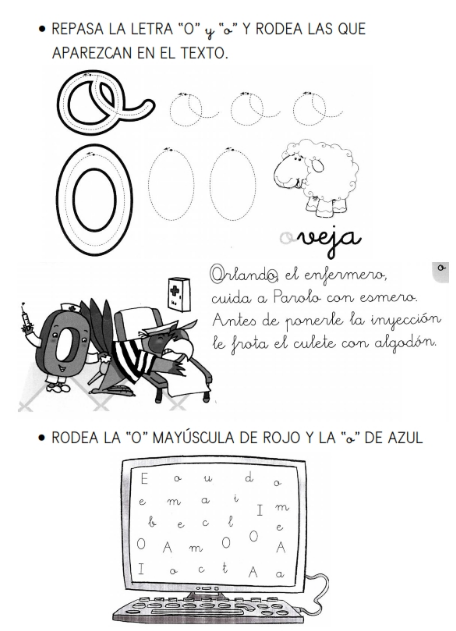 • REPASA LA LETRA "O" y "o" Y RODEA LAS QUE
APAREZCAN EN EL TEXTO.
oveja
Orlando, el enfermero,
cuida a Parolo con esmero.
Antes de ponerle la inyección
le frota el culete con algodón.
o
• RODEA LA "O" MAYÚSCULA DE ROJO Y LA "o" DE AZUL
E o u d o
e m a i I m
b e c l e
O A m O O A
I o c t A a